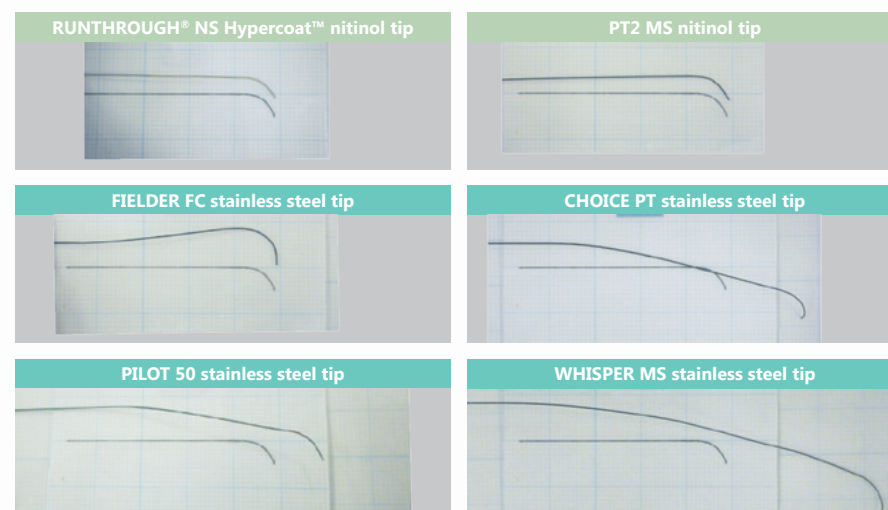 RUNTHROUGH® NS Hypercoat™ nitinol tip
PT2 MS nitinol tip
FIELDER FC stainless steel tip
CHOICE PT stainless steel tip
PILOT 50 stainless steel tip
WHISPER MS stainless steel tip